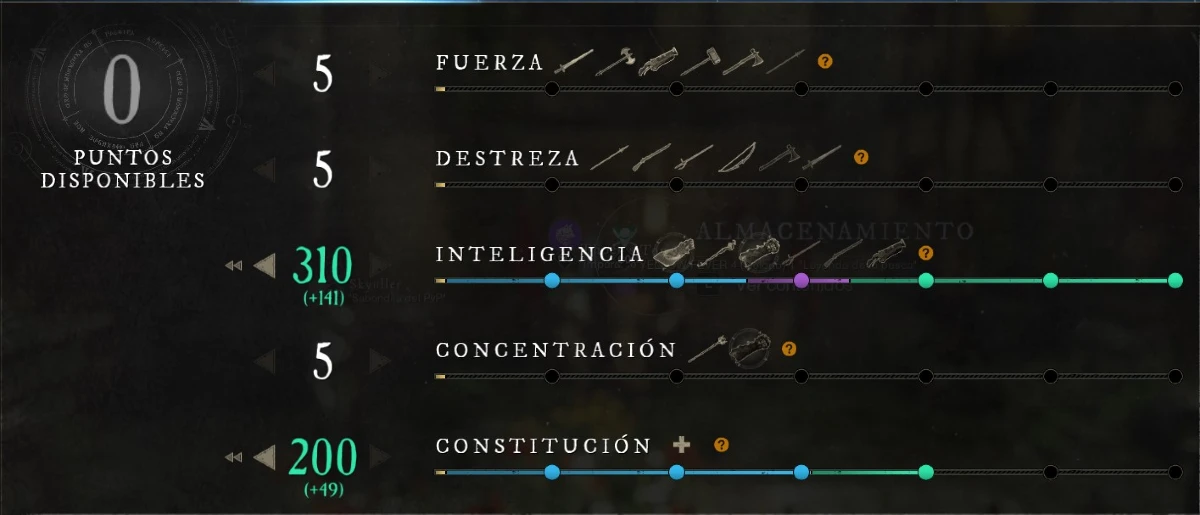 0
PUNTOS
DISPONIBLES
5
FUERZA
?
5
DESTREZA
?
ALMACENAMIENTO
310
(+141)
INTELIGENCIA
?
5
CONCENTRACIÓN
?
200
(+49)
CONSTITUCIÓN
?